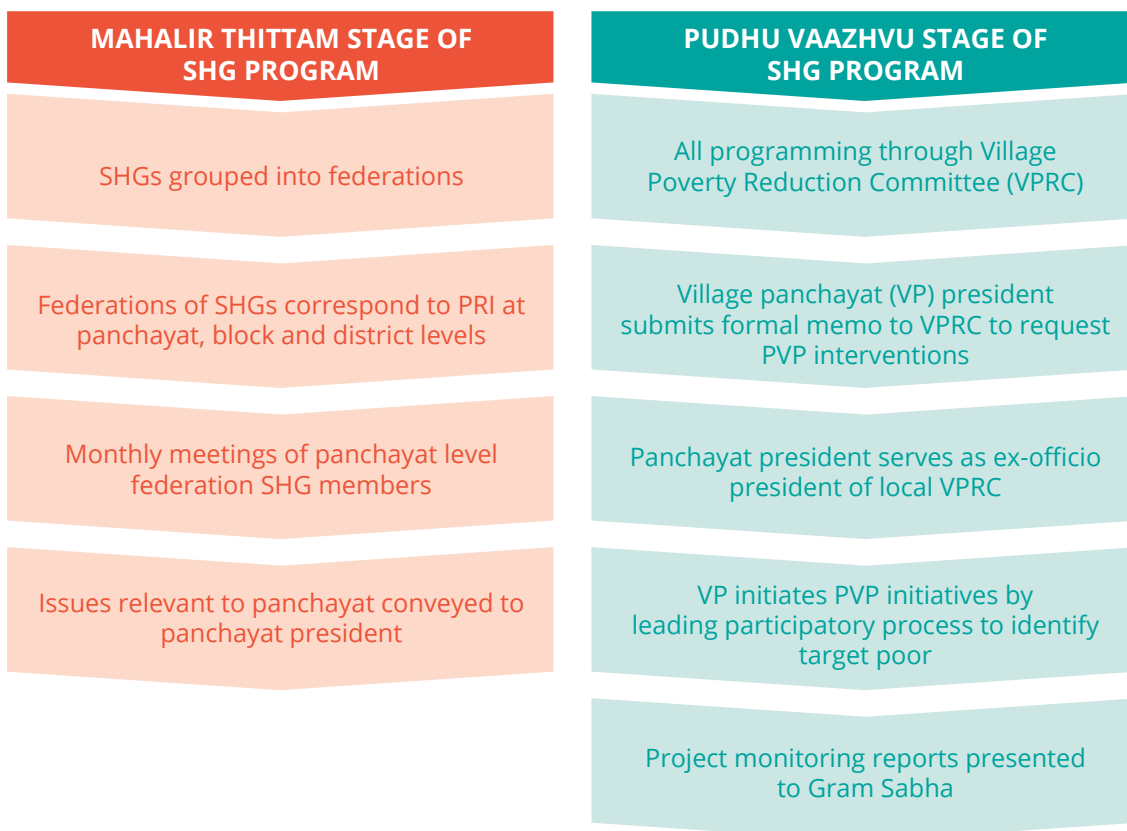 MAHALIR THITTAM STAGE OF
SHG PROGRAM
SHGs grouped into federations
Federations of SHGs correspond to PRI at
panchayat, block and district levels
Monthly meetings of panchayat level
federation SHG members
Issues relevant to panchayat conveyed to
panchayat president
PUDHU VAAZHVU STAGE OF
SHG PROGRAM
All programming through Village
Poverty Reduction Committee (VPRC)
Village panchayat (VP) president
submits formal memo to VPRC to request
PVP interventions
Panchayat president serves as ex-officio
president of local VPRC
VP initiates PVP initiatives by
leading participatory process to identify
target poor
Project monitoring reports presented
to Gram Sabha